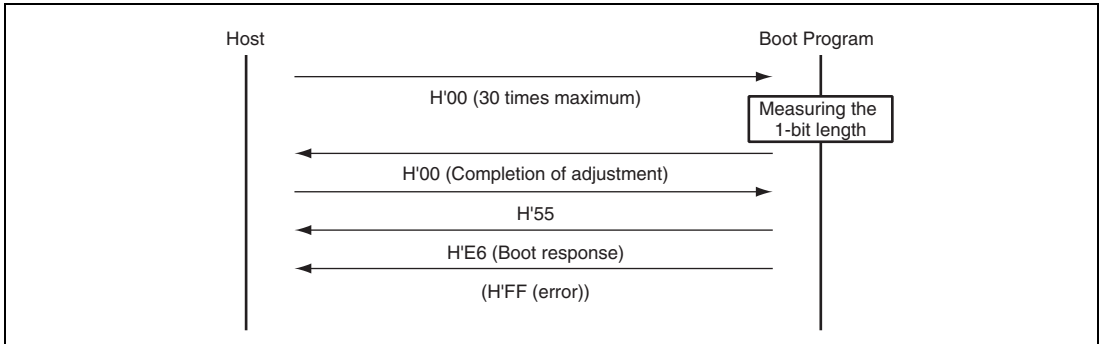 Host
Boot Program
H'00 (30 times maximum)
Measuring the
1-bit length
H'00 (Completion of adjustment)
H'55
H'E6 (Boot response)
(H'FF (error))